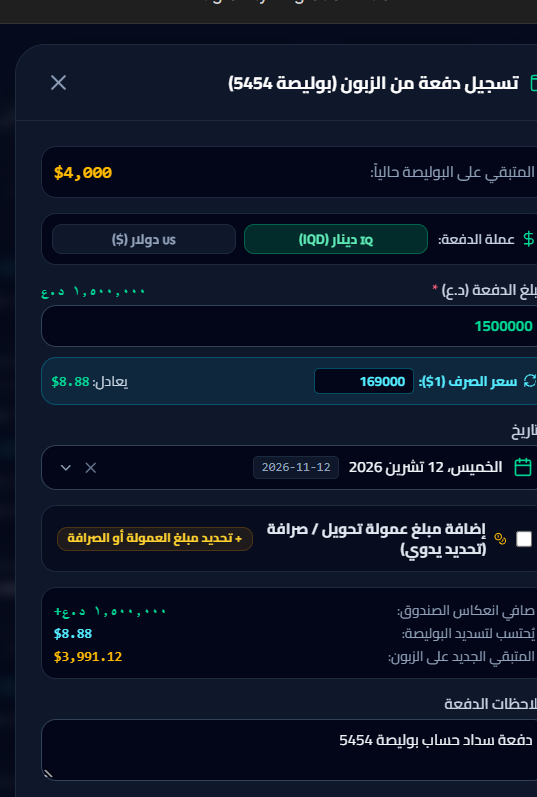 تسجيل دفعة من الزبون (بوليصة 5454)
المتبقي على البوليصة حالياً:
$4,000
$ عملة الدفعة:
IQ دينار (IQD)
US دولار ($)
بلغ الدفعة (د.ع) *
١,٥٠٠,٠٠٠ د.ع
1500000
سعر الصرف (1$):
169000
يعادل: $8.88
تاريخ
الخميس، 12 تشرين 2026
2026-11-12
إضافة مبلغ عمولة تحويل / صرافة
(تحديد يدوي)
+ تحديد مبلغ العمولة أو الصرافة
صافي انعكاس الصندوق:
+١,٥٠٠,٠٠٠ د.ع
يُحتسب لتسديد البوليصة:
$8.88
المتبقي الجديد على الزبون:
$3,991.12
لاحظات الدفعة
دفعة سداد حساب بوليصة 5454